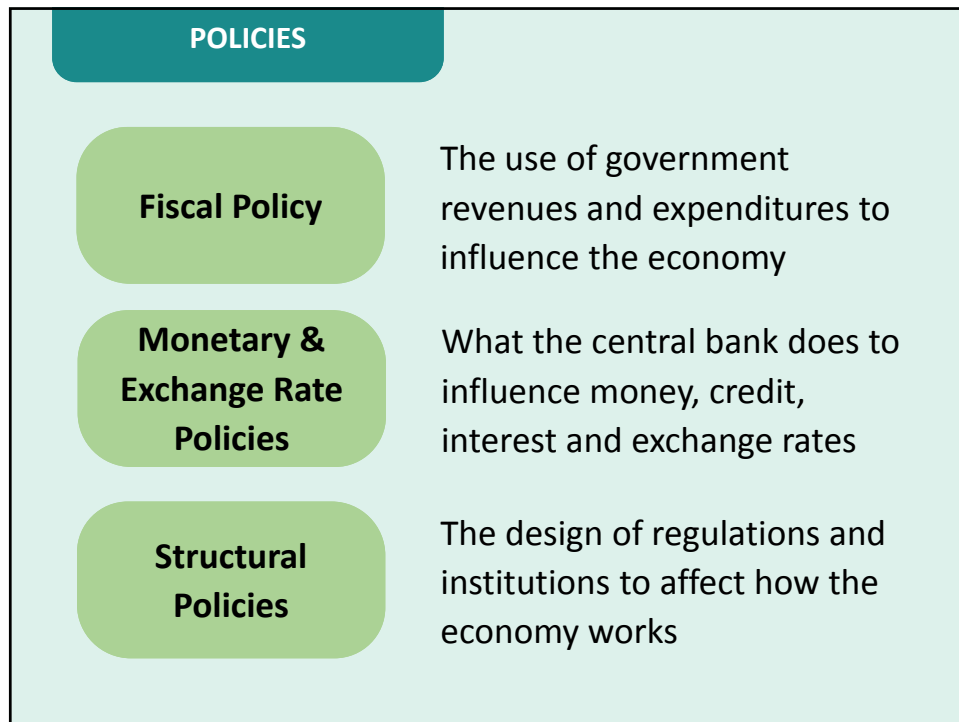 POLICIES
Fiscal Policy
The use of government
revenues and expenditures to
influence the economy
Monetary &
Exchange Rate
Policies
What the central bank does to
influence money, credit,
interest and exchange rates
Structural
Policies
The design of regulations and
institutions to affect how the
economy works